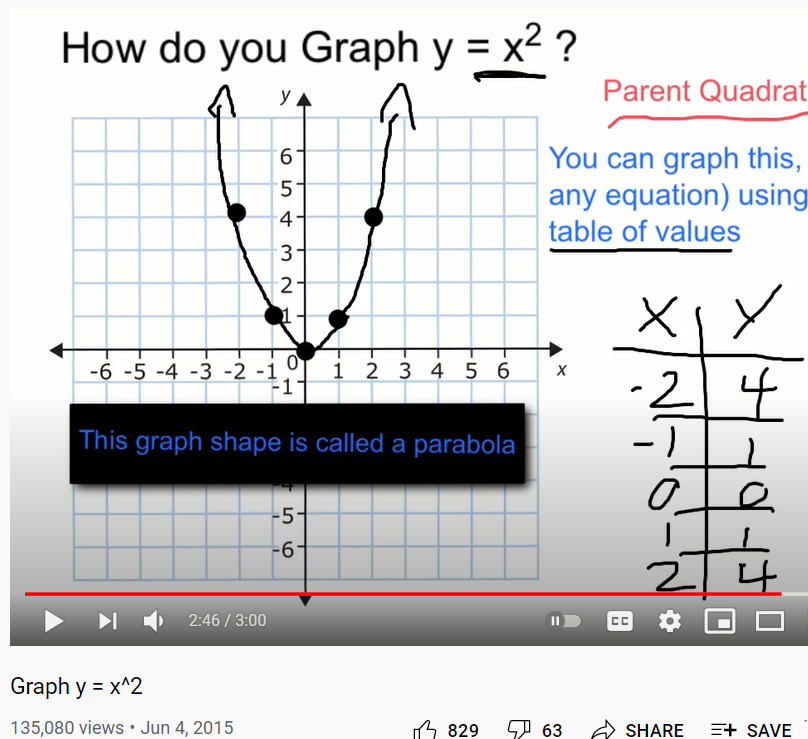 How do you Graph y = x² ?
Parent Quadrat
You can graph this,
any equation) using
table of values
y
6
5
4
3
2
1
-6 -5 -4 -3 -2 -1 0 1 2 3 4 5 6 x
-1
This graph shape is called a parabola
-4
-5
-6
X Y
-2 4
-1 1
0 0
1 1
2 4
2:46 / 3:00
CC
Graph y = x^2
135,080 views • Jun 4, 2015 829 63 SHARE SAVE